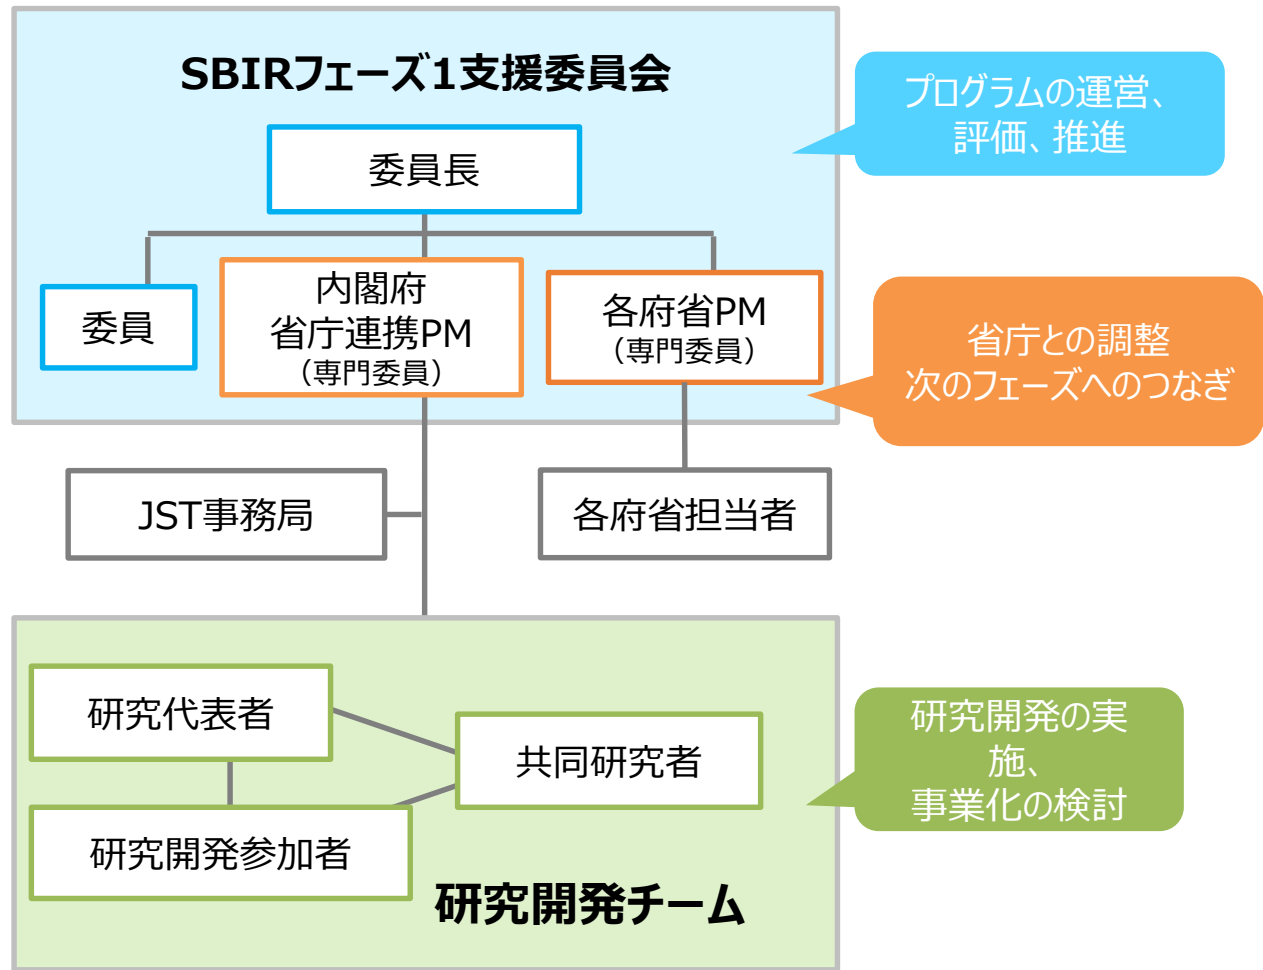 SBIRフェーズ1支援委員会
プログラムの運営、
評価、推進
委員長
委員
内閣府
省庁連携PM
（専門委員）
各府省PM
（専門委員）
省庁との調整
次のフェーズへのつなぎ
JST事務局
各府省担当者
研究代表者
共同研究者
研究開発参加者
研究開発の実
施、
事業化の検討
研究開発チーム